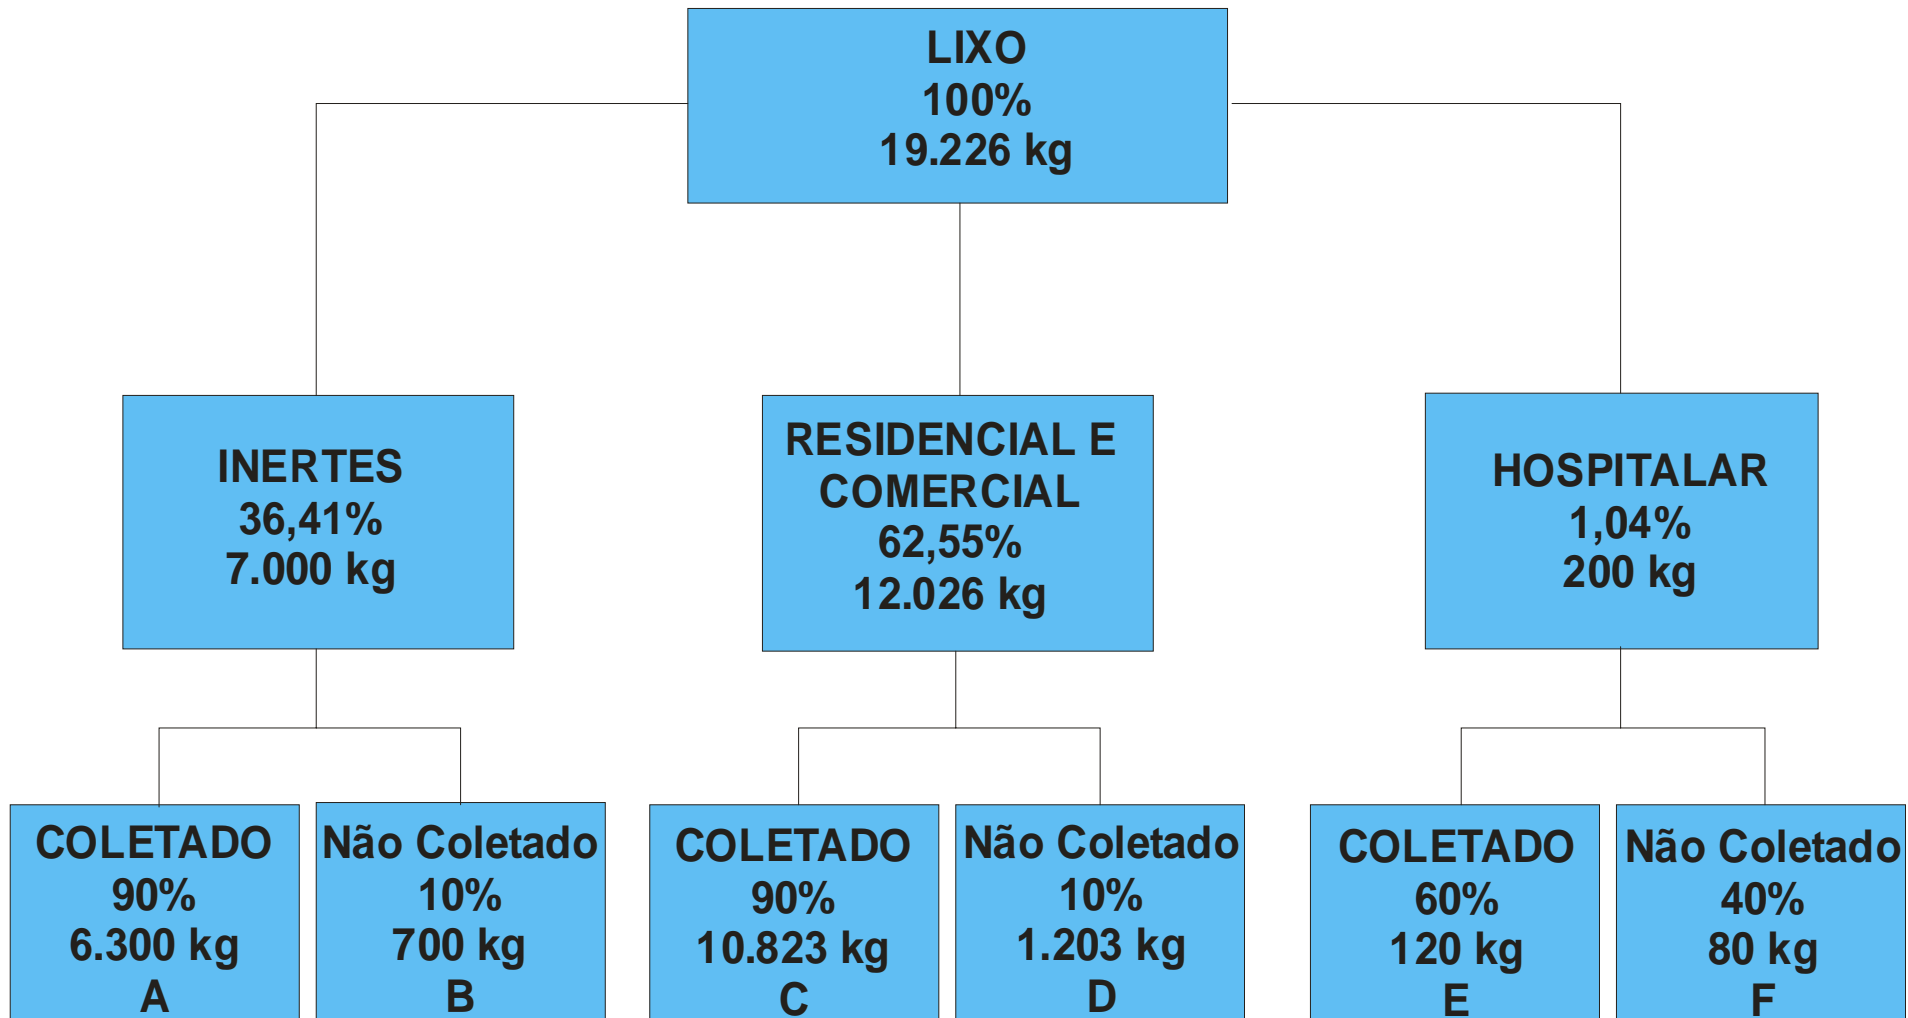 LIXO
100%
19.226 kg
INERTES
36,41%
7.000 kg
RESIDENCIAL E
COMERCIAL
62,55%
12.026 kg
HOSPITALAR
1,04%
200 kg
COLETADO
90%
6.300 kg
A
Não Coletado
10%
700 kg
B
COLETADO
90%
10.823 kg
C
Não Coletado
10%
1.203 kg
D
COLETADO
60%
120 kg
E
Não Coletado
40%
80 kg
F